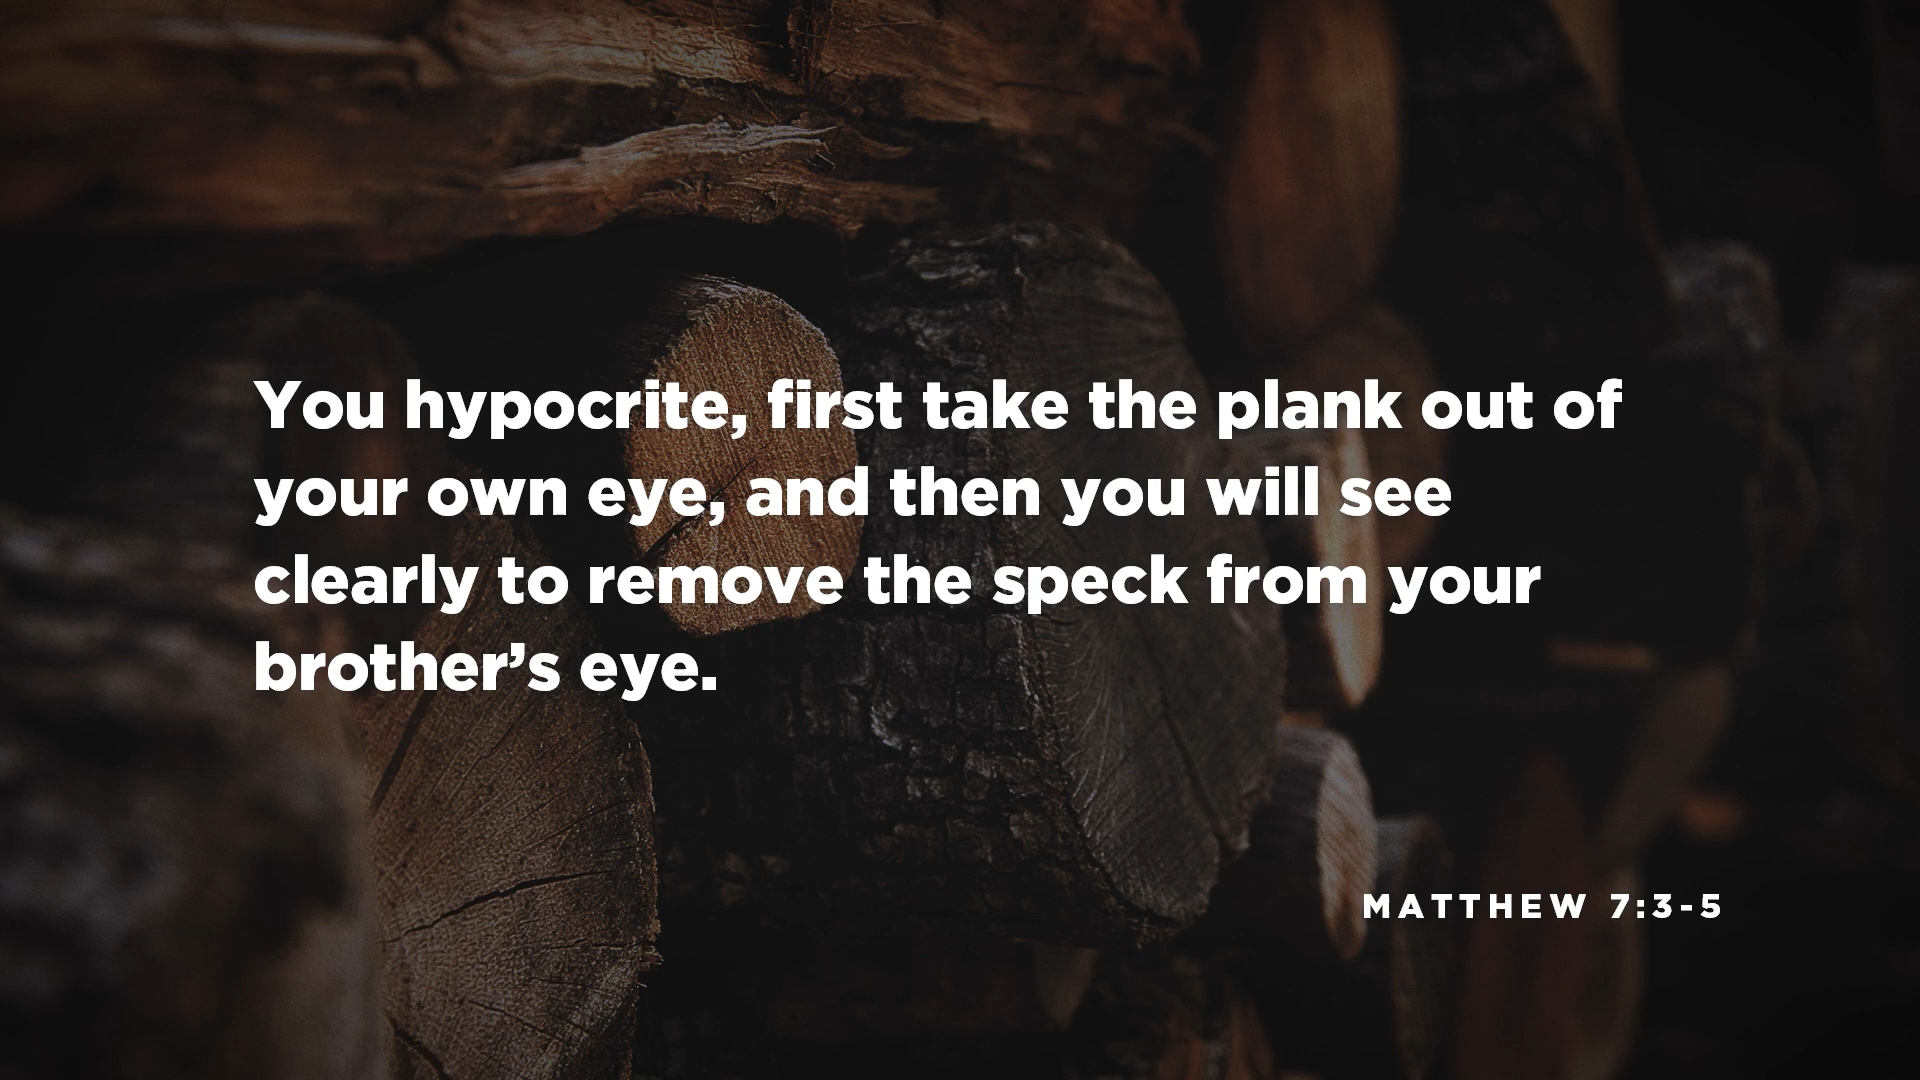 You hypocrite, first take the plank out of
your own eye, and then you will see
clearly to remove the speck from your
brother’s eye.
MATTHEW 7:3-5